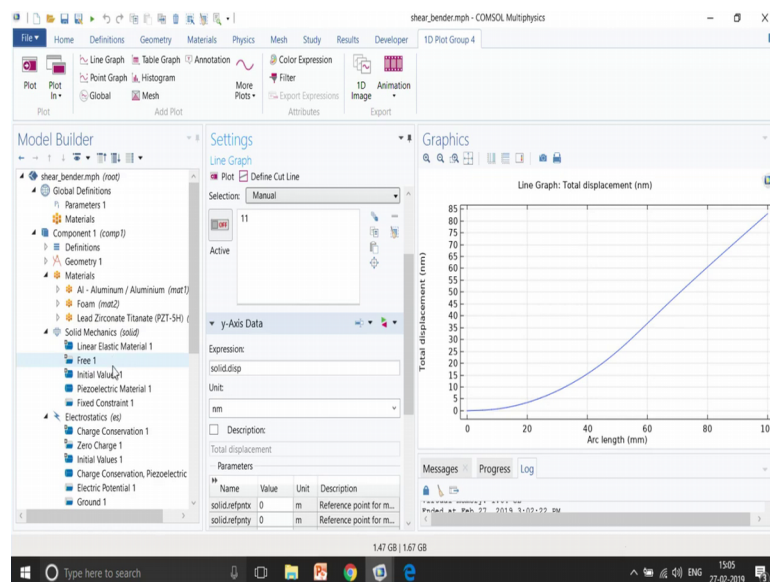 shear_bender.mph - COMSOL Multiphysics
File Home Definitions Geometry Materials Physics Mesh Study Results Developer 1D Plot Group 4
Plot
Plot In
Line Graph Table Graph Annotation
Point Graph Histogram
Global Mesh
More Plots
Color Expression
Filter
Export Expressions
1D Image
Animation
Plot Add Plot Attributes Export
Model Builder
shear_bender.mph (root)
Global Definitions
Parameters 1
Materials
Component 1 (comp1)
Definitions
Geometry 1
Materials
Al - Aluminum / Aluminium (mat1)
Foam (mat2)
Lead Zirconate Titanate (PZT-5H) (
Solid Mechanics (solid)
Linear Elastic Material 1
Free 1
Initial Values 1
Piezoelectric Material 1
Fixed Constraint 1
Electrostatics (es)
Charge Conservation 1
Zero Charge 1
Initial Values 1
Charge Conservation, Piezoelectric
Electric Potential 1
Ground 1
Settings
Line Graph
Plot Define Cut Line
Selection: Manual
OFF
Active
11
y-Axis Data
Expression:
solid.disp
Unit:
nm
Description:
Total displacement
Parameters
Name Value Unit Description
solid.refpntx 0 m Reference point for m...
solid.refpnty 0 m Reference point for m...
Graphics
Line Graph: Total displacement (nm)
Total displacement (nm)
85
80
75
70
65
60
55
50
45
40
35
30
25
20
15
10
5
0
0 20 40 60 80 10
Arc length (mm)
Messages Progress Log
Ended at Feb 27, 2019 3:02:22 PM
1.47 GB | 1.67 GB
Type here to search
ENG
15:05
27-02-2019